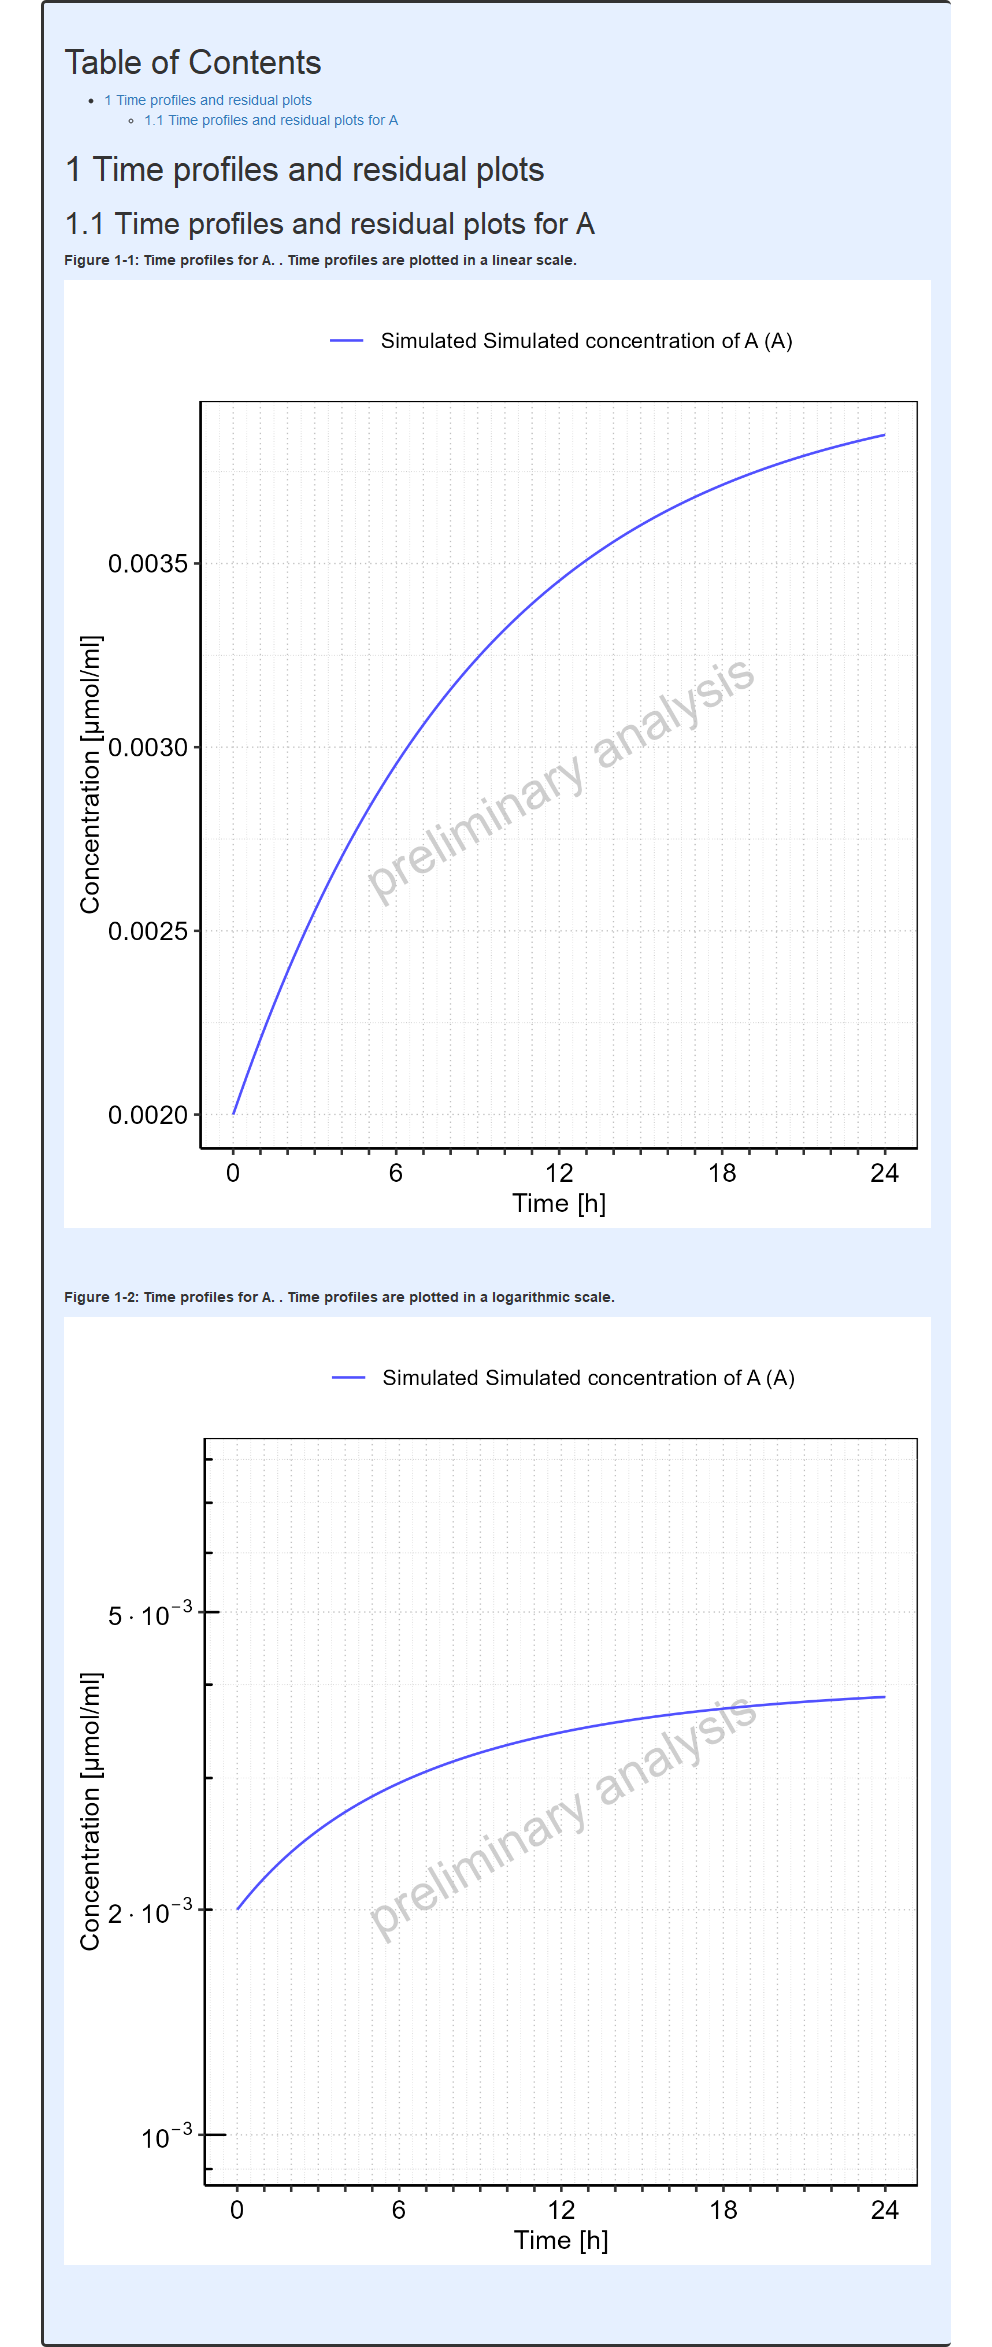 Table of Contents
1 Time profiles and residual plots
1.1 Time profiles and residual plots for A
1 Time profiles and residual plots
1.1 Time profiles and residual plots for A
Figure 1-1: Time profiles for A. . Time profiles are plotted in a linear scale.
Simulated Simulated concentration of A (A)
0.0035
0.0030
0.0025
0.0020
Concentration [µmol/ml]
preliminary analysis
0 6 12 18 24
Time [h]
Figure 1-2: Time profiles for A. . Time profiles are plotted in a logarithmic scale.
Simulated Simulated concentration of A (A)
5 · 10⁻³
2 · 10⁻³
10⁻³
Concentration [µmol/ml]
preliminary analysis
0 6 12 18 24
Time [h]